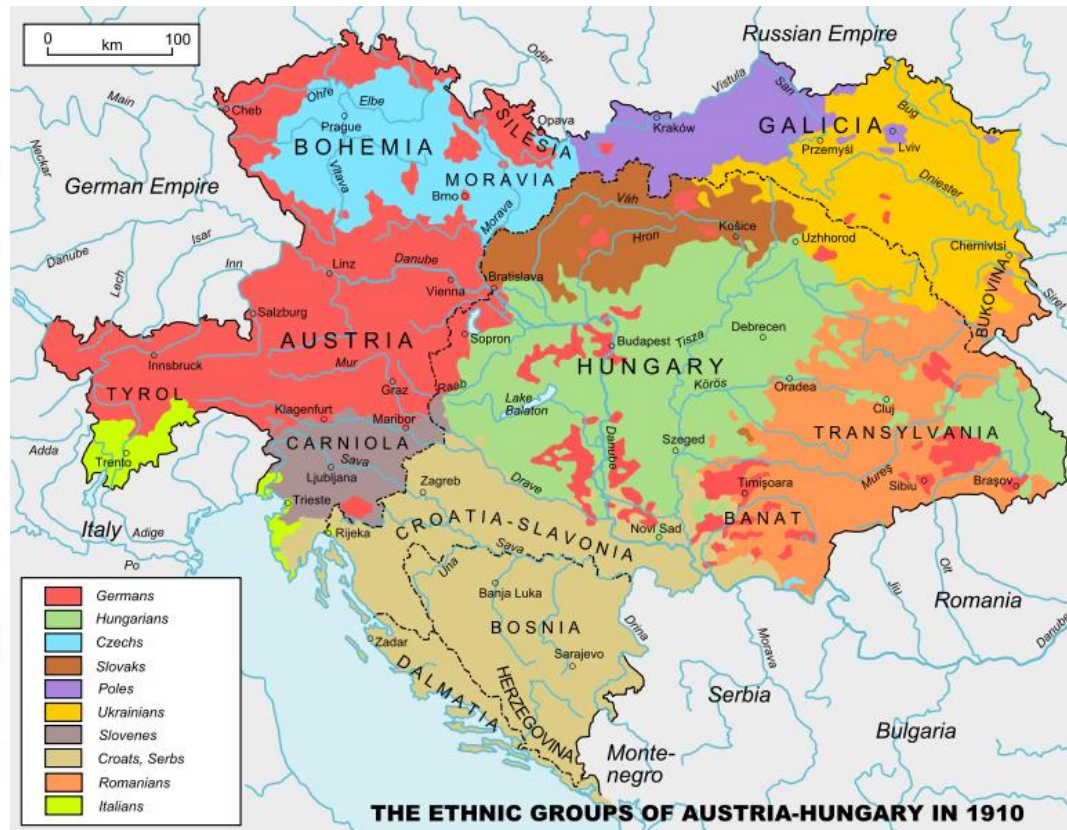 0 100
km
Russian Empire
Oder
Vistula
San
Bug
Main
Cheb
Ohře
Elbe
Prague
BOHEMIA
Vltava
SILESIA
Opava
Kraków
GALICIA
Przemyśl
Lviv
Neckar
German Empire
MORAVIA
Brno
Morava
Dniester
Váh
Hron
Košice
Uzhhorod
Chernivtsi
BUKOVINA
Siret
Danube
Lech
Isar
Inn
Linz
Danube
Vienna
Bratislava
Salzburg
AUSTRIA
Sopron
Budapest
Tisza
Debrecen
HUNGARY
Innsbruck
TYROL
Mur
Graz
Raab
Lake
Balaton
Körös
Oradea
Cluj
Klagenfurt
Maribor
CARNIOLA
Adda
Trento
Ljubljana
Sava
Danube
Szeged
TRANSYLVANIA
Mureș
Zagreb
Drave
Timișoara
Sibiu
Brașov
Trieste
Italy
Adige
Po
Rijeka
CROATIA-SLAVONIA
Novi Sad
BANAT
Sava
Una
Banja Luka
BOSNIA
Drina
Jiu
Olt
Romania
Danube
Zadar
Sarajevo
Morava
DALMATIA
HERZEGOVINA
Serbia
Bulgaria
Monte-
negro
Germans
Hungarians
Czechs
Slovaks
Poles
Ukrainians
Slovenes
Croats, Serbs
Romanians
Italians
THE ETHNIC GROUPS OF AUSTRIA-HUNGARY IN 1910